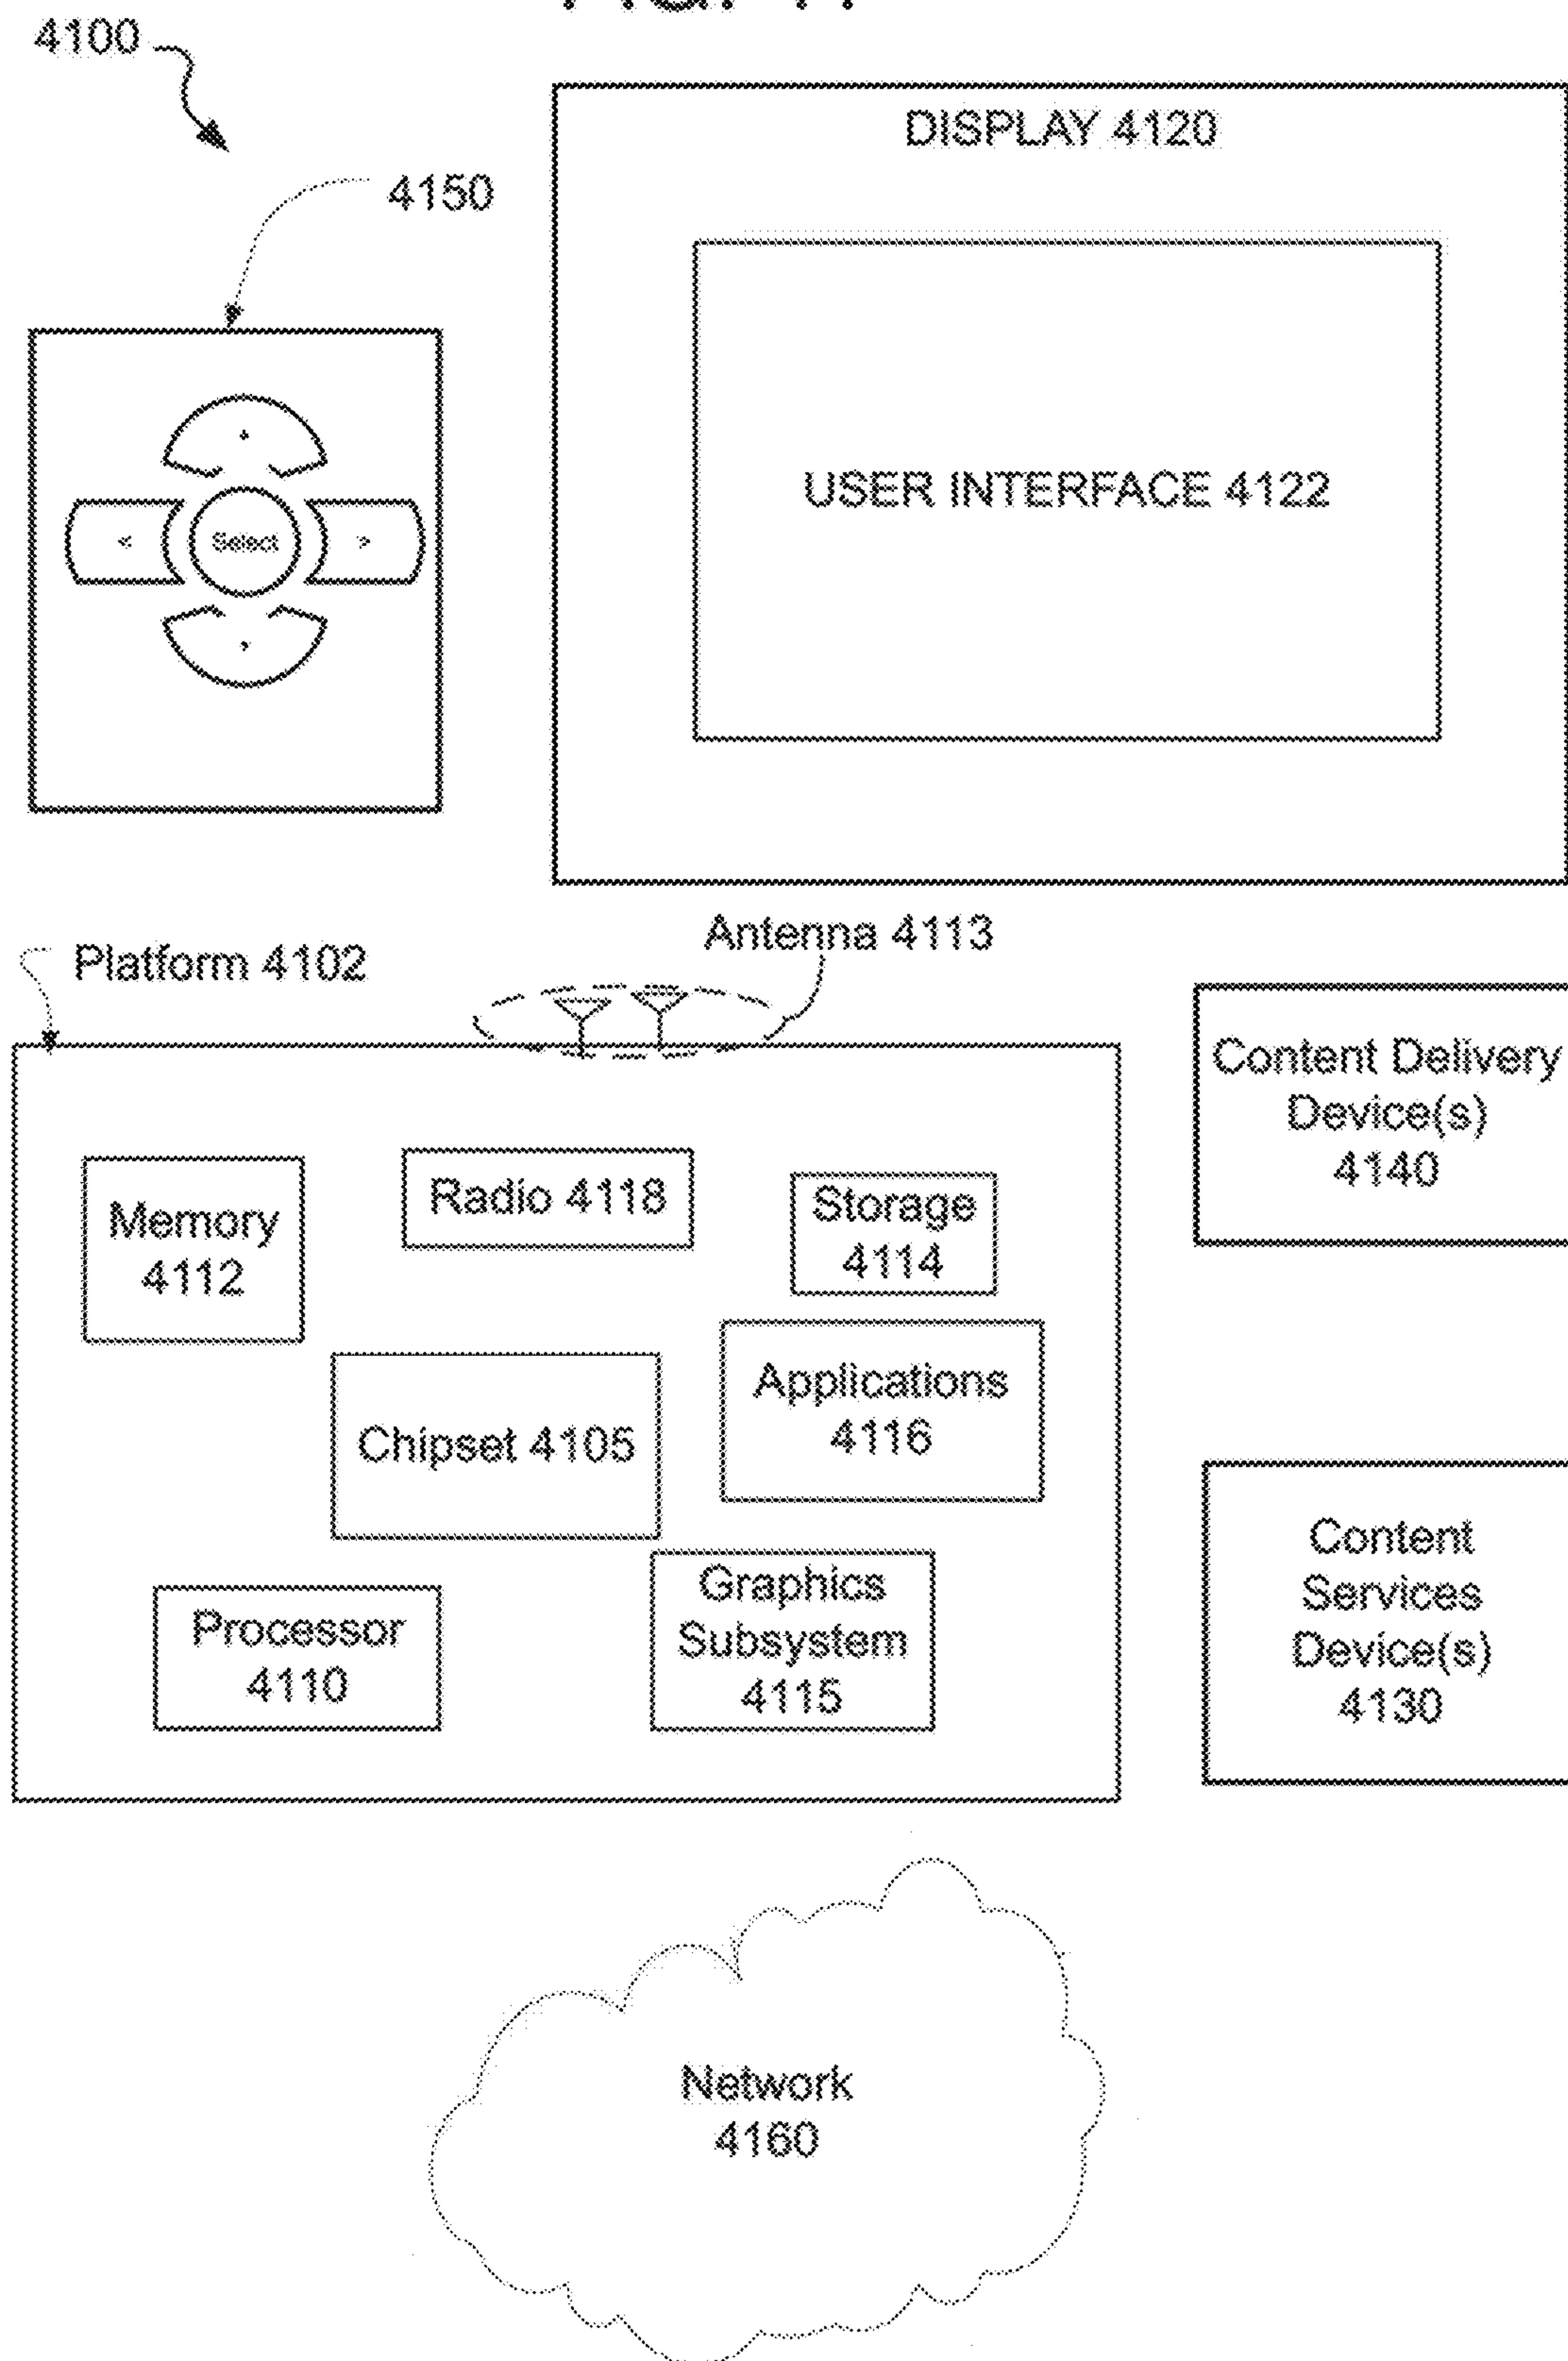 4100
4150
DISPLAY 4120
USER INTERFACE 4122
<
Select
>
Platform 4102
Antenna 4113
Memory
4112
Radio 4118
Storage
4114
Chipset 4105
Applications
4116
Processor
4110
Graphics
Subsystem
4115
Content Delivery
Device(s)
4140
Content
Services
Device(s)
4130
Network
4160